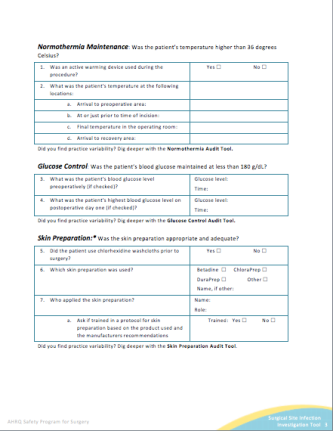 Normothermia Maintenance: Was the patient's temperature higher than 36 degrees
Celsius?
1. Was an active warming device used during the
procedure?
Yes ☐ No ☐
2. What was the patient's temperature at the following
locations:
a. Arrival to preoperative area:
b. At or just prior to time of incision:
c. Final temperature in the operating room:
d. Arrival to recovery area:
Did you find practice variability? Dig deeper with the Normothermia Audit Tool.
Glucose Control: Was the patient's blood glucose maintained at less than 180 g/dL?
3. What was the patient's blood glucose level
preoperatively (if checked)?
Glucose level:
Time:
4. What was the patient's highest blood glucose level on
postoperative day one (if checked)?
Glucose level:
Time:
Did you find practice variability? Dig deeper with the Glucose Control Audit Tool.
Skin Preparation:* Was the skin preparation appropriate and adequate?
5. Did the patient use chlorhexidine washcloths prior to
surgery?
Yes ☐ No ☐
6. Which skin preparation was used?
Betadine ☐ ChloraPrep ☐
DuraPrep ☐ Other ☐
Name, if other:
7. Who applied the skin preparation?
Name:
Role:
a. Ask if trained in a protocol for skin
preparation based on the product used and
the manufacturers recommendations
Trained: Yes ☐ No ☐
Did you find practice variability? Dig deeper with the Skin Preparation Audit Tool.
AHRQ Safety Program for Surgery
Surgical Site Infection
Investigation Tool